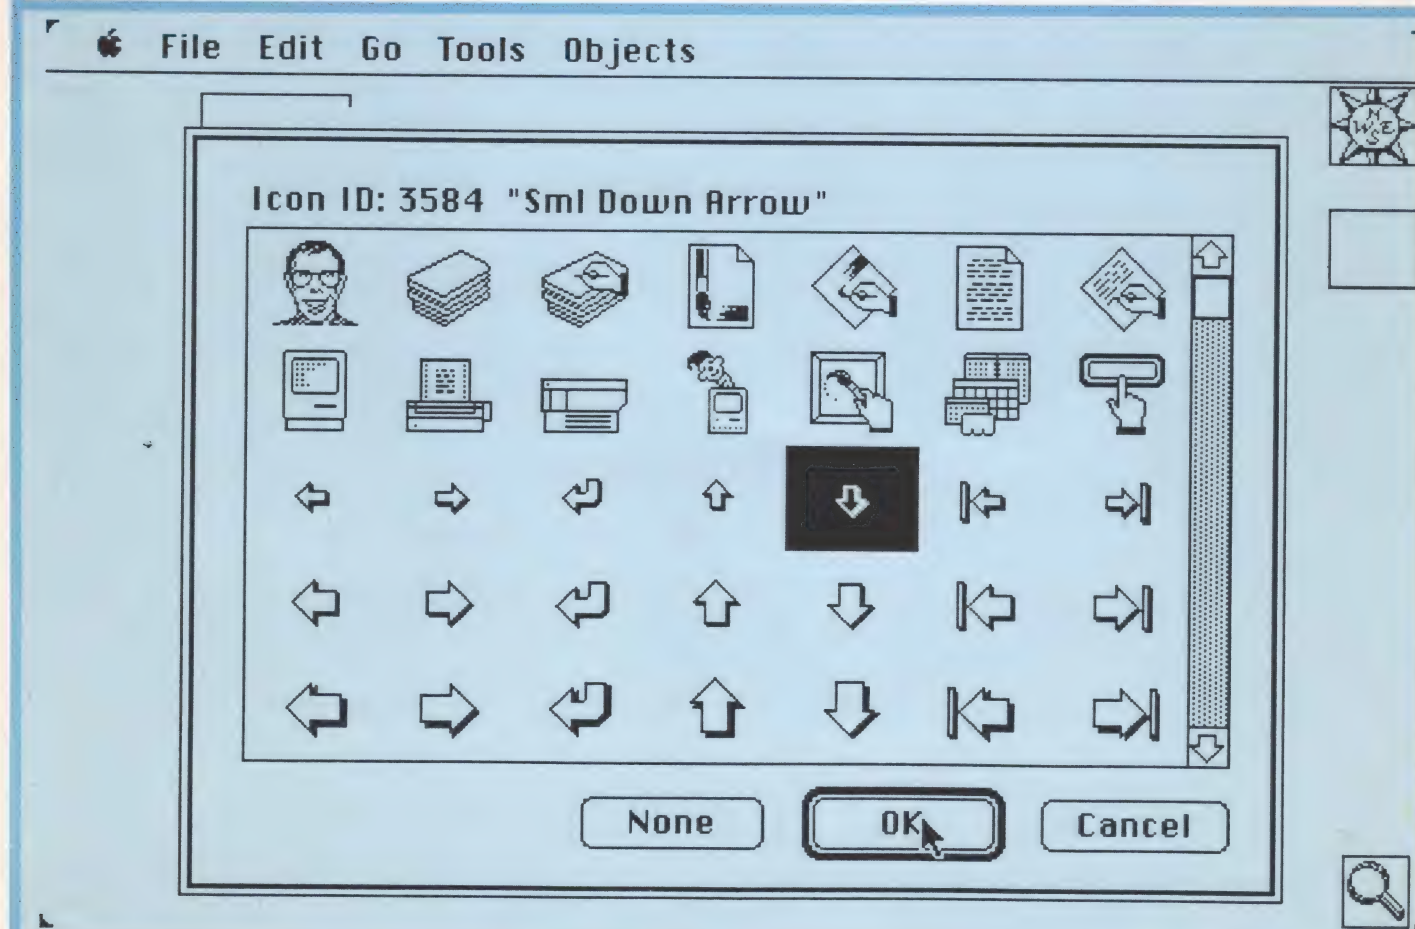 File Edit Go Tools Objects
Icon ID: 3584 "Sml Down Arrow"
N
W E
S
None OK Cancel